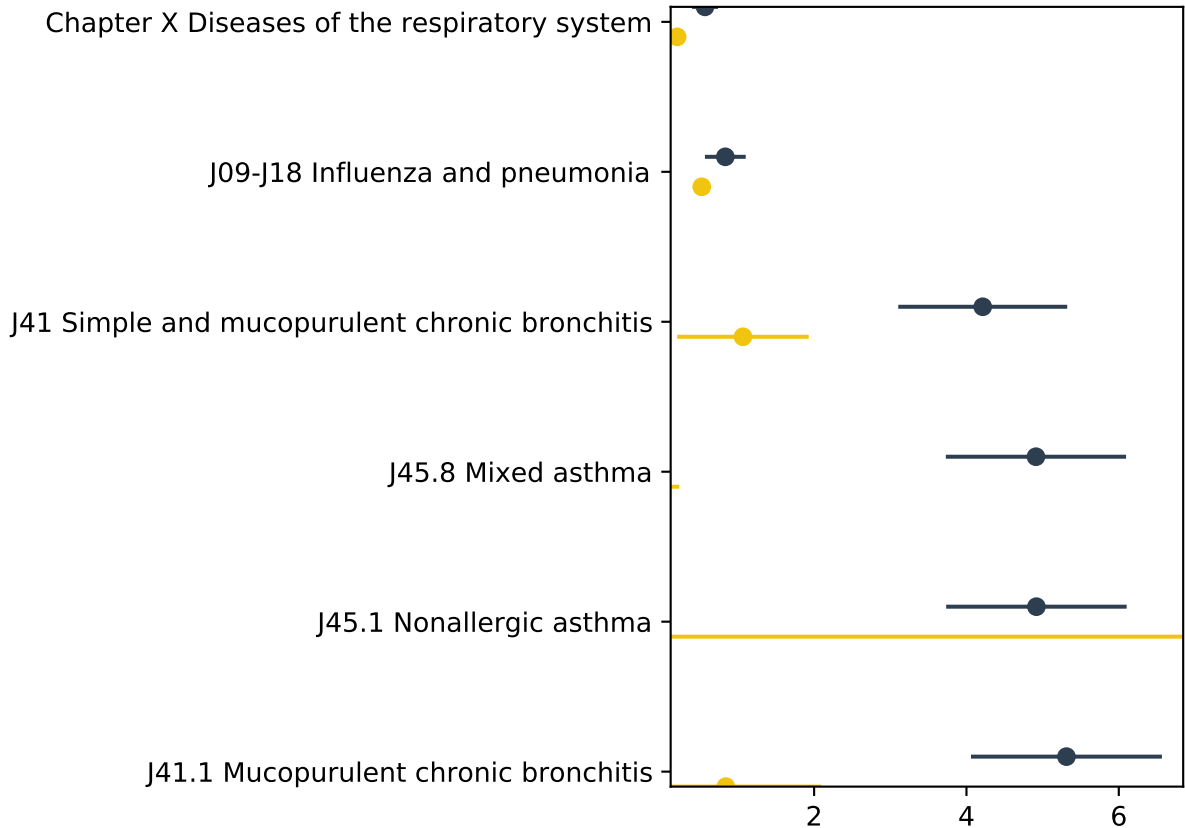 Chapter X Diseases of the respiratory system
J09-J18 Influenza and pneumonia
J41 Simple and mucopurulent chronic bronchitis
J45.8 Mixed asthma
J45.1 Nonallergic asthma
J41.1 Mucopurulent chronic bronchitis
2 4 6